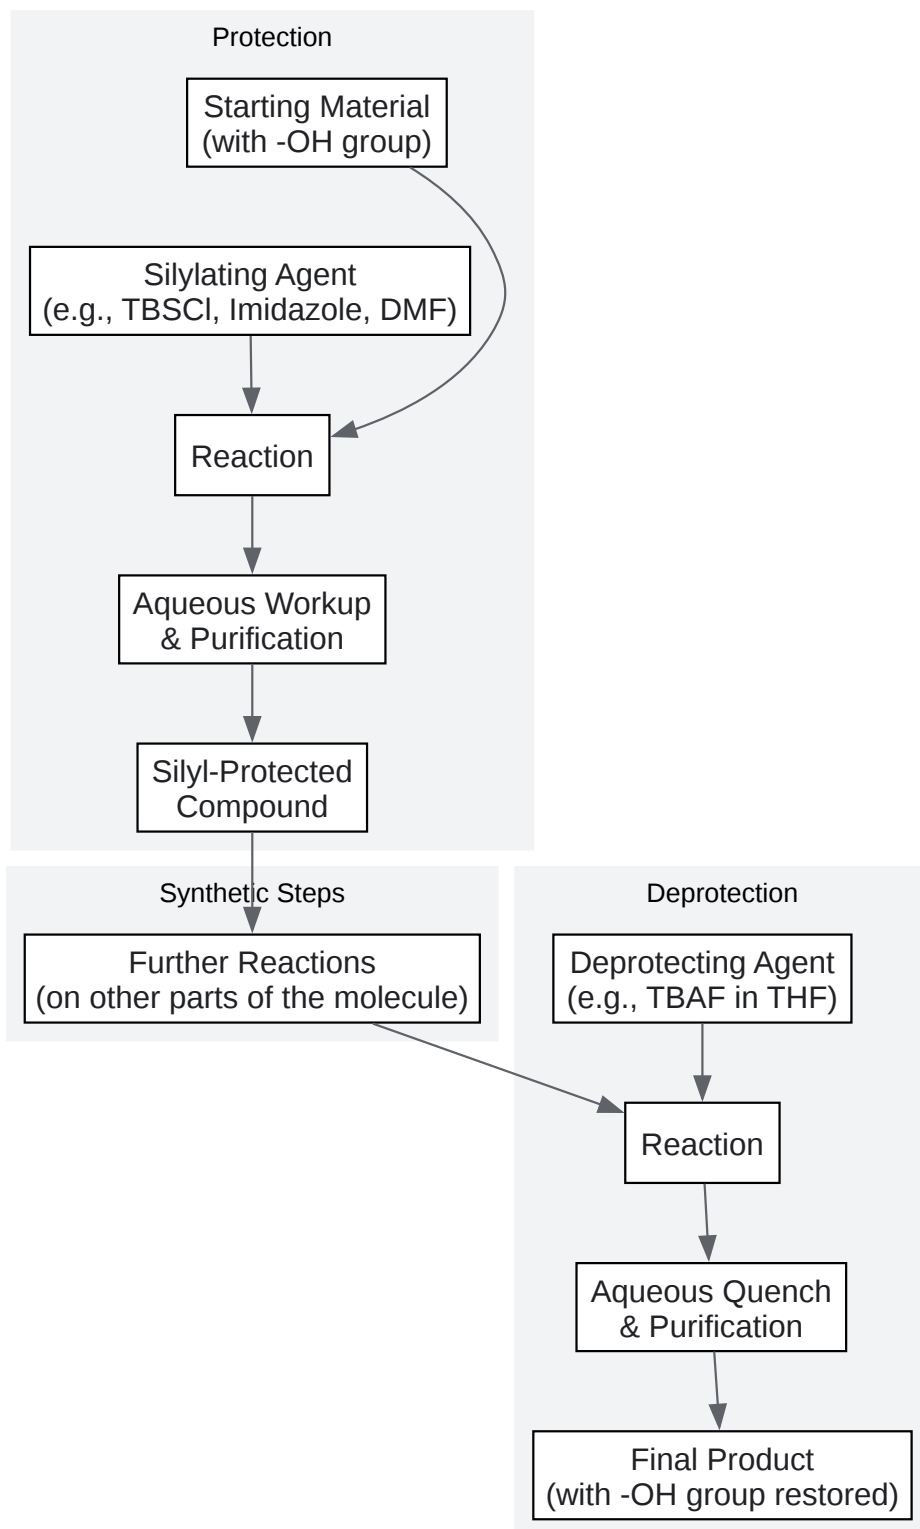 Protection
Starting Material
(with -OH group)
Silylating Agent
(e.g., TBSCl, Imidazole, DMF)
Reaction
Aqueous Workup
& Purification
Silyl-Protected
Compound
Synthetic Steps
Further Reactions
(on other parts of the molecule)
Deprotection
Deprotecting Agent
(e.g., TBAF in THF)
Reaction
Aqueous Quench
& Purification
Final Product
(with -OH group restored)